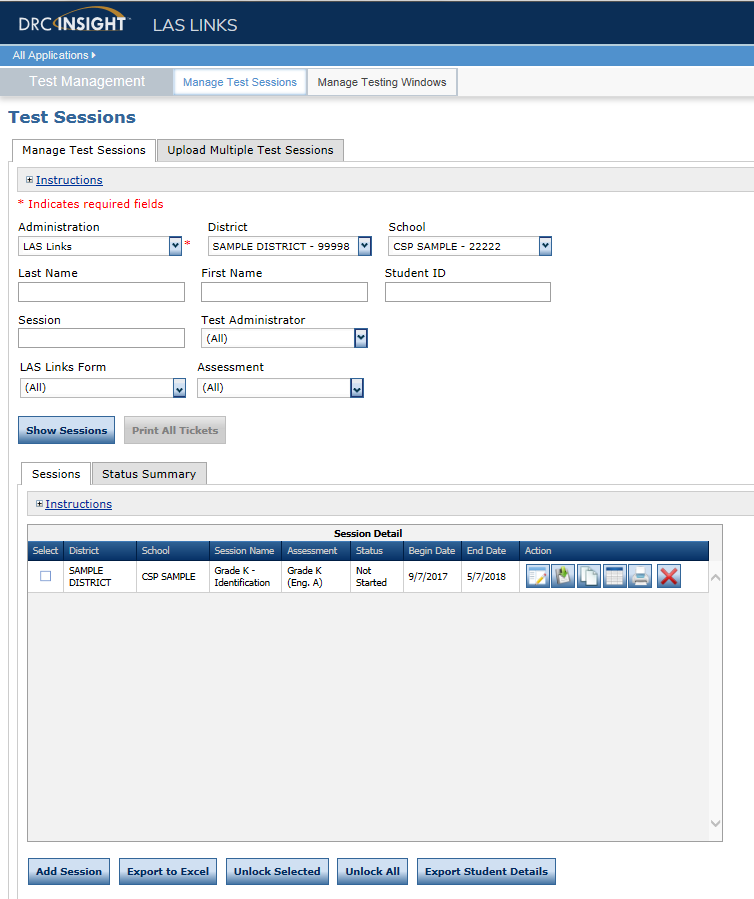 DRC INSIGHT™ LAS LINKS
All Applications
Test Management Manage Test Sessions Manage Testing Windows
Test Sessions
Manage Test Sessions Upload Multiple Test Sessions
Instructions
* Indicates required fields
Administration District School
LAS Links * SAMPLE DISTRICT - 99998 CSP SAMPLE - 22222
Last Name First Name Student ID
Session Test Administrator
(All)
LAS Links Form Assessment
(All) (All)
Show Sessions Print All Tickets
Sessions Status Summary
Instructions
Session Detail
Select District School Session Name Assessment Status Begin Date End Date Action
SAMPLE DISTRICT CSP SAMPLE Grade K - Identification Grade K (Eng. A) Not Started 9/7/2017 5/7/2018
Add Session Export to Excel Unlock Selected Unlock All Export Student Details